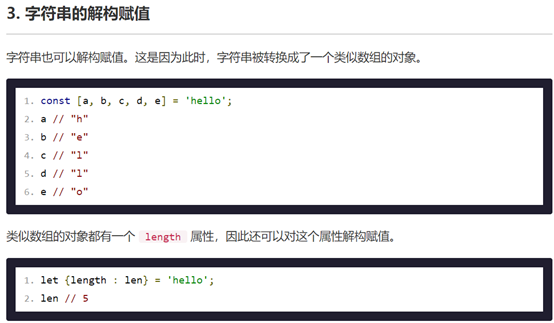 3. 字符串的解构赋值
字符串也可以解构赋值。这是因为此时，字符串被转换成了一个类似数组的对象。
1. const [a, b, c, d, e] = 'hello';
2. a // "h"
3. b // "e"
4. c // "l"
5. d // "l"
6. e // "o"
类似数组的对象都有一个 length 属性，因此还可以对这个属性解构赋值。
1. let {length : len} = 'hello';
2. len // 5